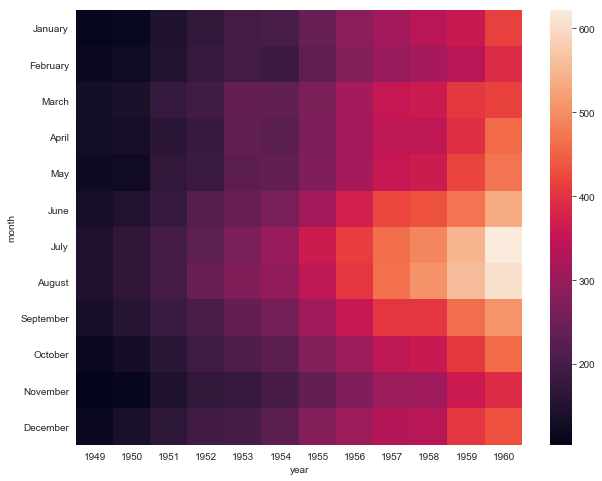 January
February
March
April
May
June
July
August
September
October
November
December
month
1949 1950 1951 1952 1953 1954 1955 1956 1957 1958 1959 1960
year
600
500
400
300
200